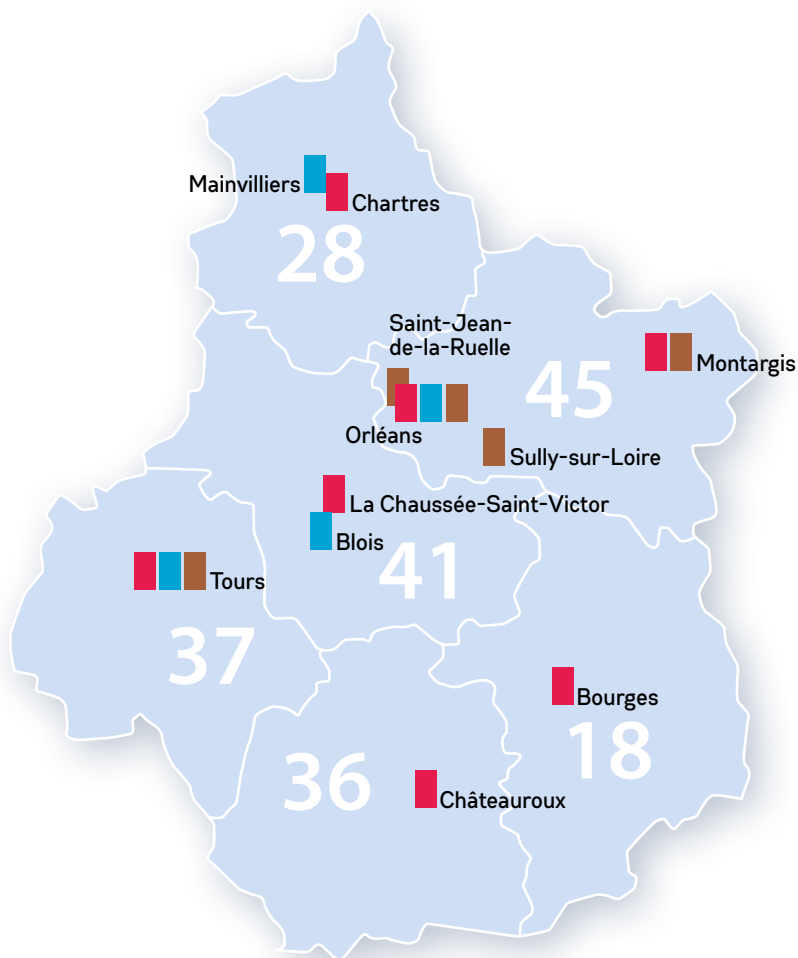 Mainvilliers
Chartres
28
Saint-Jean-
de-la-Ruelle
45
Montargis
Orléans
Sully-sur-Loire
La Chaussée-Saint-Victor
Blois
41
Tours
37
Bourges
18
36
Châteauroux